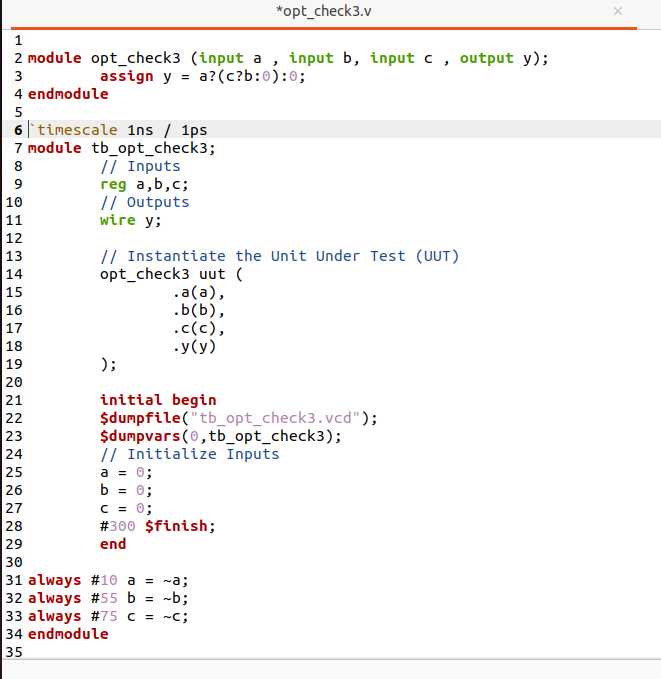 *opt_check3.v ×
1
2 module opt_check3 (input a , input b, input c , output y);
3         assign y = a?(c?b:0):0;
4 endmodule
5
6 `timescale 1ns / 1ps
7 module tb_opt_check3;
8         // Inputs
9         reg a,b,c;
10         // Outputs
11         wire y;
12
13         // Instantiate the Unit Under Test (UUT)
14         opt_check3 uut (
15                 .a(a),
16                 .b(b),
17                 .c(c),
18                 .y(y)
19         );
20
21         initial begin
22         $dumpfile("tb_opt_check3.vcd");
23         $dumpvars(0,tb_opt_check3);
24         // Initialize Inputs
25         a = 0;
26         b = 0;
27         c = 0;
28         #300 $finish;
29         end
30
31 always #10 a = ~a;
32 always #55 b = ~b;
33 always #75 c = ~c;
34 endmodule
35